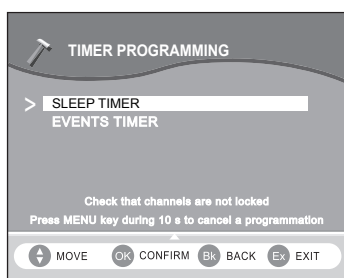 TIMER PROGRAMMING
> SLEEP TIMER
EVENTS TIMER
Check that channels are not locked
Press MENU key during 10 s to cancel a programmation
MOVE OK CONFIRM Bk BACK Ex EXIT